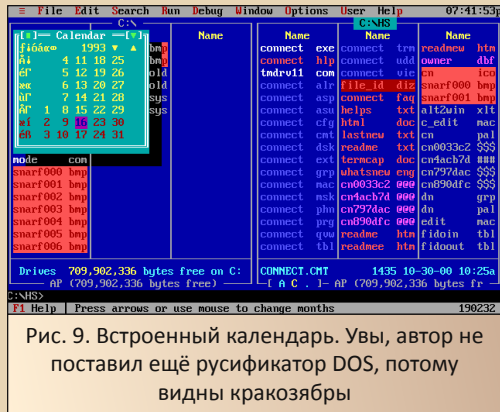 ≡ File Edit Search Run Debug Window Options User Help 07:41:53p
C:\ C:\HS
[■] Calendar [▼] Name Name Name Name
1993 ▼ ▲ bmp connect exe connect trm readmew htm
4 11 18 25 bmp connect hlp connect udd owner dbf
5 12 19 26 old tmdrv11 com connect vie cn ico
6 13 20 27 old connect alr file_id diz snarf000 bmp
7 14 21 28 sys connect asp connect faq snarf001 bmp
1 8 15 22 29 sys connect asu helps txt alt2win xlt
2 9 16 23 30 connect cfg html doc c_edit mac
3 10 17 24 31 connect cmt lastnew txt cn pal
connect dsk readme txt cn0033c2 $$$
mode com connect ext termcap doc cn4acb7d ###
snarf000 bmp connect grp whatsnew eng cn797dac $$$
snarf001 bmp connect mac cn0033c2 @@@ cn890dfc $$$
snarf002 bmp connect msk cn4acb7d @@@ dn grp
snarf003 bmp connect phn cn797dac @@@ dn pal
snarf004 bmp connect prg cn890dfc @@@ edit mac
snarf005 bmp connect qvw readme htm fidoin tbl
snarf006 bmp connect tbl readmee htm fidoout tbl
Drives 709,902,336 bytes free on C: CONNECT.CMT 1435 10-30-00 10:25a
AP (709,902,336 bytes free) [ A C . ] AP (709,902,336 bytes fre
C:\HS>
F1 Help Press arrows or use mouse to change months 190232
Рис. 9. Встроенный календарь. Увы, автор не
поставил ещё русификатор DOS, потому
видны кракозябры